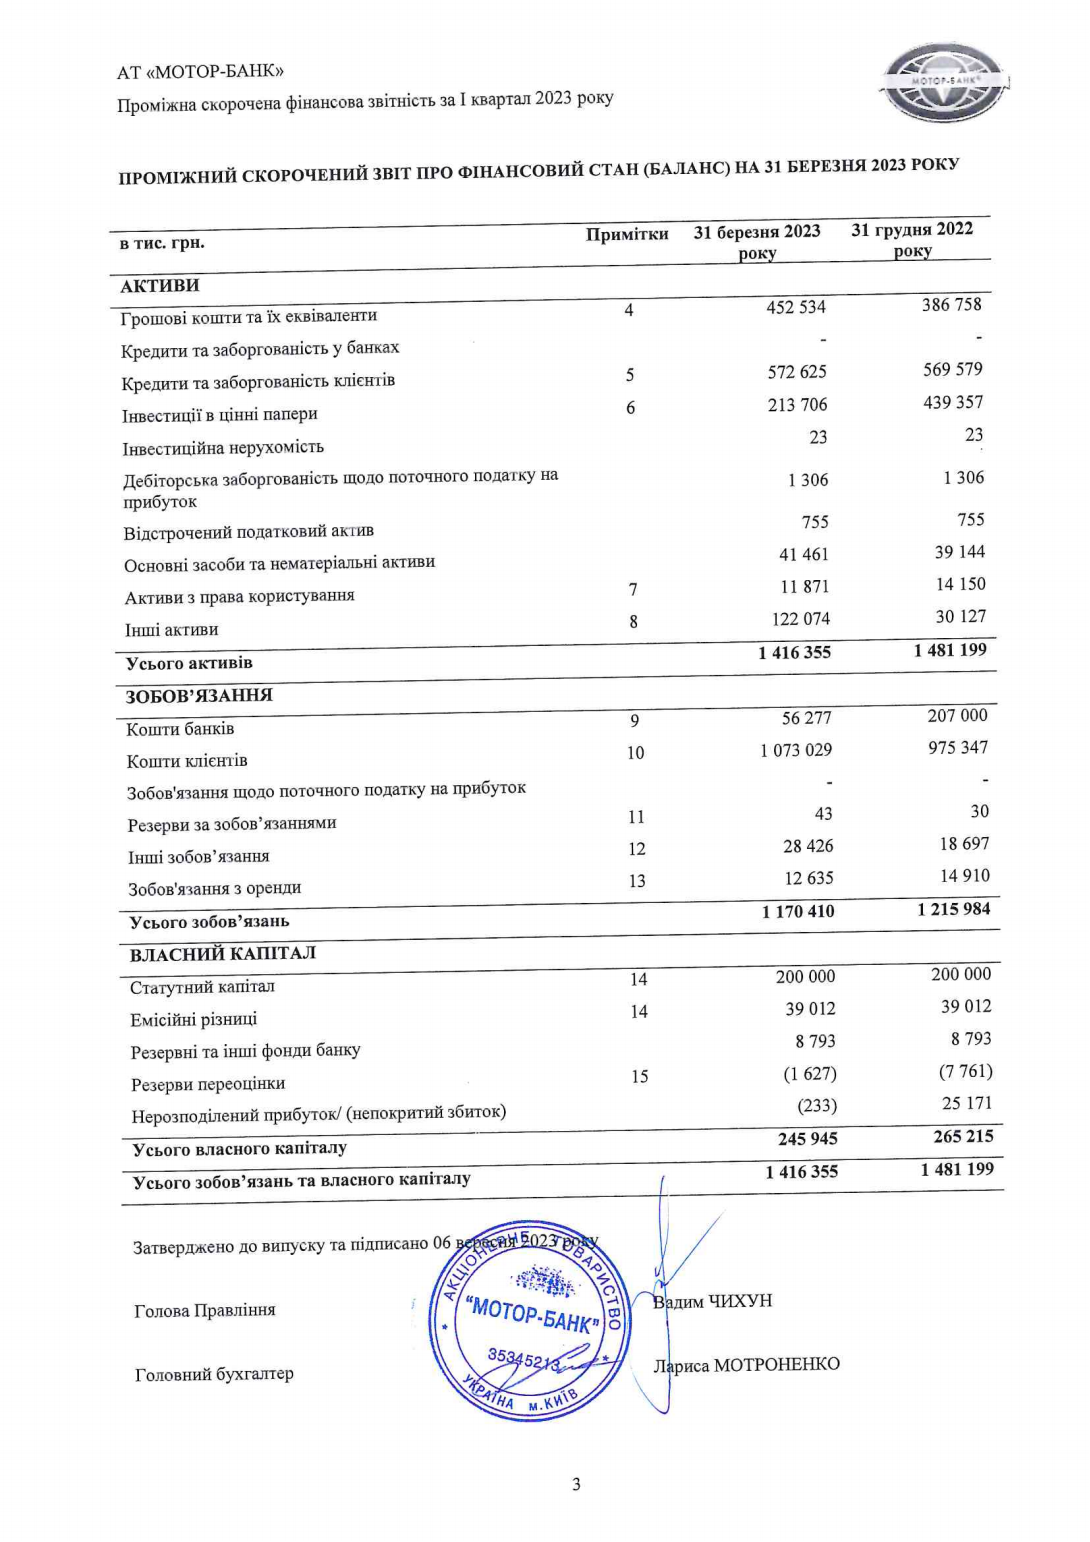 АТ «МОТОР-БАНК»
Проміжна скорочена фінансова звітність за І квартал 2023 року
МОТОР-БАНК®
ПРОМІЖНИЙ СКОРОЧЕНИЙ ЗВІТ ПРО ФІНАНСОВИЙ СТАН (БАЛАНС) НА 31 БЕРЕЗНЯ 2023 РОКУ
в тис. грн. Примітки 31 березня 2023 року 31 грудня 2022 року
АКТИВИ
Грошові кошти та їх еквіваленти 4 452 534 386 758
Кредити та заборгованість у банках - -
Кредити та заборгованість клієнтів 5 572 625 569 579
Інвестиції в цінні папери 6 213 706 439 357
Інвестиційна нерухомість 23 23
Дебіторська заборгованість щодо поточного податку на
прибуток 1 306 1 306
Відстрочений податковий актив 755 755
Основні засоби та нематеріальні активи 41 461 39 144
Активи з права користування 7 11 871 14 150
Інші активи 8 122 074 30 127
Усього активів 1 416 355 1 481 199
ЗОБОВ’ЯЗАННЯ
Кошти банків 9 56 277 207 000
Кошти клієнтів 10 1 073 029 975 347
Зобов'язання щодо поточного податку на прибуток - -
Резерви за зобов’язаннями 11 43 30
Інші зобов’язання 12 28 426 18 697
Зобов'язання з оренди 13 12 635 14 910
Усього зобов’язань 1 170 410 1 215 984
ВЛАСНИЙ КАПІТАЛ
Статутний капітал 14 200 000 200 000
Емісійні різниці 14 39 012 39 012
Резервні та інші фонди банку 8 793 8 793
Резерви переоцінки 15 (1 627) (7 761)
Нерозподілений прибуток/ (непокритий збиток) (233) 25 171
Усього власного капіталу 245 945 265 215
Усього зобов’язань та власного капіталу 1 416 355 1 481 199
Затверджено до випуску та підписано 06 вересня 2023 року
Голова Правління Вадим ЧИХУН
Головний бухгалтер Лариса МОТРОНЕНКО
АКЦІОНЕРНЕ ТОВАРИСТВО
“МОТОР-БАНК”
35345213
* УКРАЇНА м.КИЇВ *
3